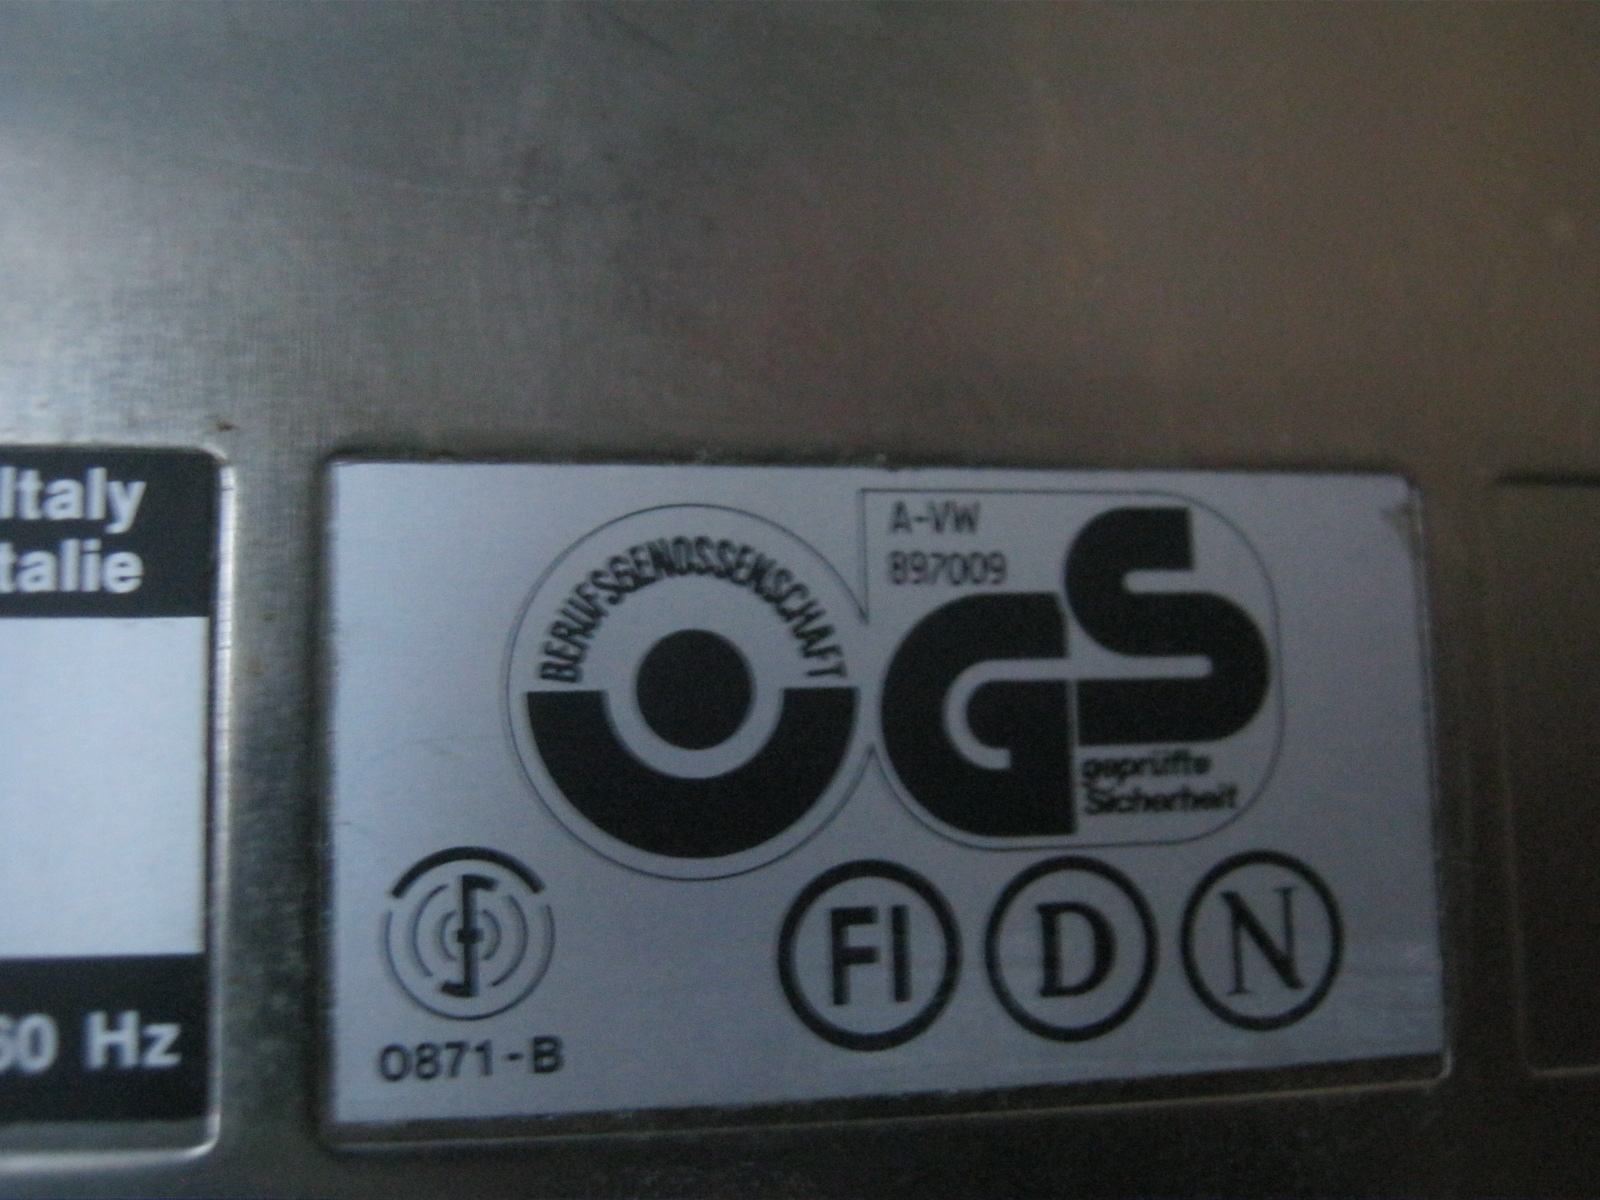 Italy
talie
60 Hz
BERUFSGENOSSENSCHAFT
A-VW
897009
GS
geprüfte
Sicherheit
0871-B
FI D N